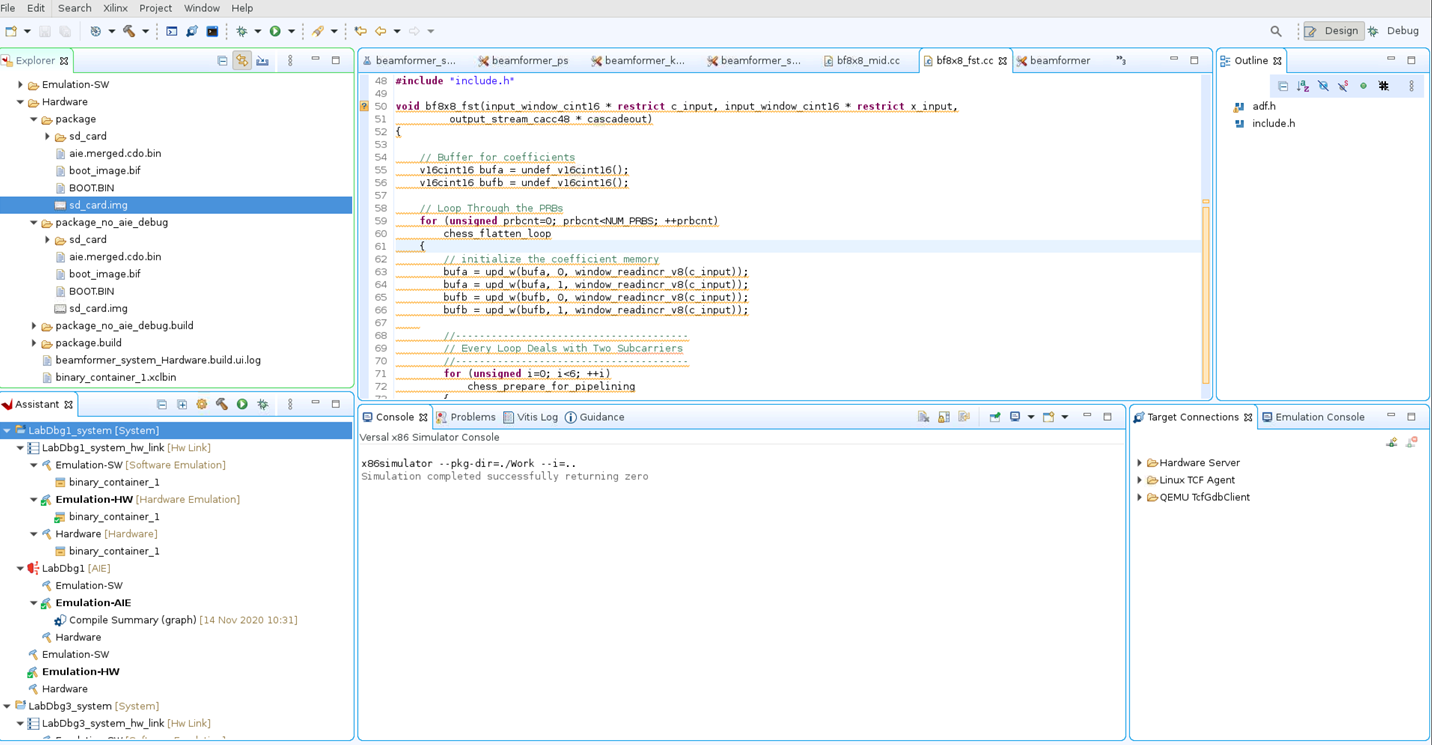 File Edit Search Xilinx Project Window Help
Design Debug
Explorer
Emulation-SW
Hardware
package
sd_card
aie.merged.cdo.bin
boot_image.bif
BOOT.BIN
sd_card.img
package_no_aie_debug
sd_card
aie.merged.cdo.bin
boot_image.bif
BOOT.BIN
sd_card.img
package_no_aie_debug.build
package.build
beamformer_system_Hardware.build.ui.log
binary_container_1.xclbin
beamformer_s... beamformer_ps beamformer_k... beamformer_s... bf8x8_mid.cc bf8x8_fst.cc beamformer »3
48 #include "include.h"
49
50 void bf8x8_fst(input_window_cint16 * restrict c_input, input_window_cint16 * restrict x_input,
51 output_stream_cacc48 * cascadeout)
52 {
53
54 // Buffer for coefficients
55 v16cint16 bufa = undef_v16cint16();
56 v16cint16 bufb = undef_v16cint16();
57
58 // Loop Through the PRBs
59 for (unsigned prbcnt=0; prbcnt<NUM_PRBS; ++prbcnt)
60 chess_flatten_loop
61 {
62 // initialize the coefficient memory
63 bufa = upd_w(bufa, 0, window_readincr_v8(c_input));
64 bufa = upd_w(bufa, 1, window_readincr_v8(c_input));
65 bufb = upd_w(bufb, 0, window_readincr_v8(c_input));
66 bufb = upd_w(bufb, 1, window_readincr_v8(c_input));
67
68 //--------------------------------------
69 // Every Loop Deals with Two Subcarriers
70 //--------------------------------------
71 for (unsigned i=0; i<6; ++i)
72 chess_prepare_for_pipelining
Outline
adf.h
include.h
Assistant
LabDbg1_system [System]
LabDbg1_system_hw_link [Hw Link]
Emulation-SW [Software Emulation]
binary_container_1
Emulation-HW [Hardware Emulation]
binary_container_1
Hardware [Hardware]
binary_container_1
LabDbg1 [AIE]
Emulation-SW
Emulation-AIE
Compile Summary (graph) [14 Nov 2020 10:31]
Hardware
Emulation-SW
Emulation-HW
Hardware
LabDbg3_system [System]
LabDbg3_system_hw_link [Hw Link]
Console Problems Vitis Log Guidance
Versal x86 Simulator Console
x86simulator --pkg-dir=./Work --i=..
Simulation completed successfully returning zero
Target Connections Emulation Console
Hardware Server
Linux TCF Agent
QEMU TcfGdbClient